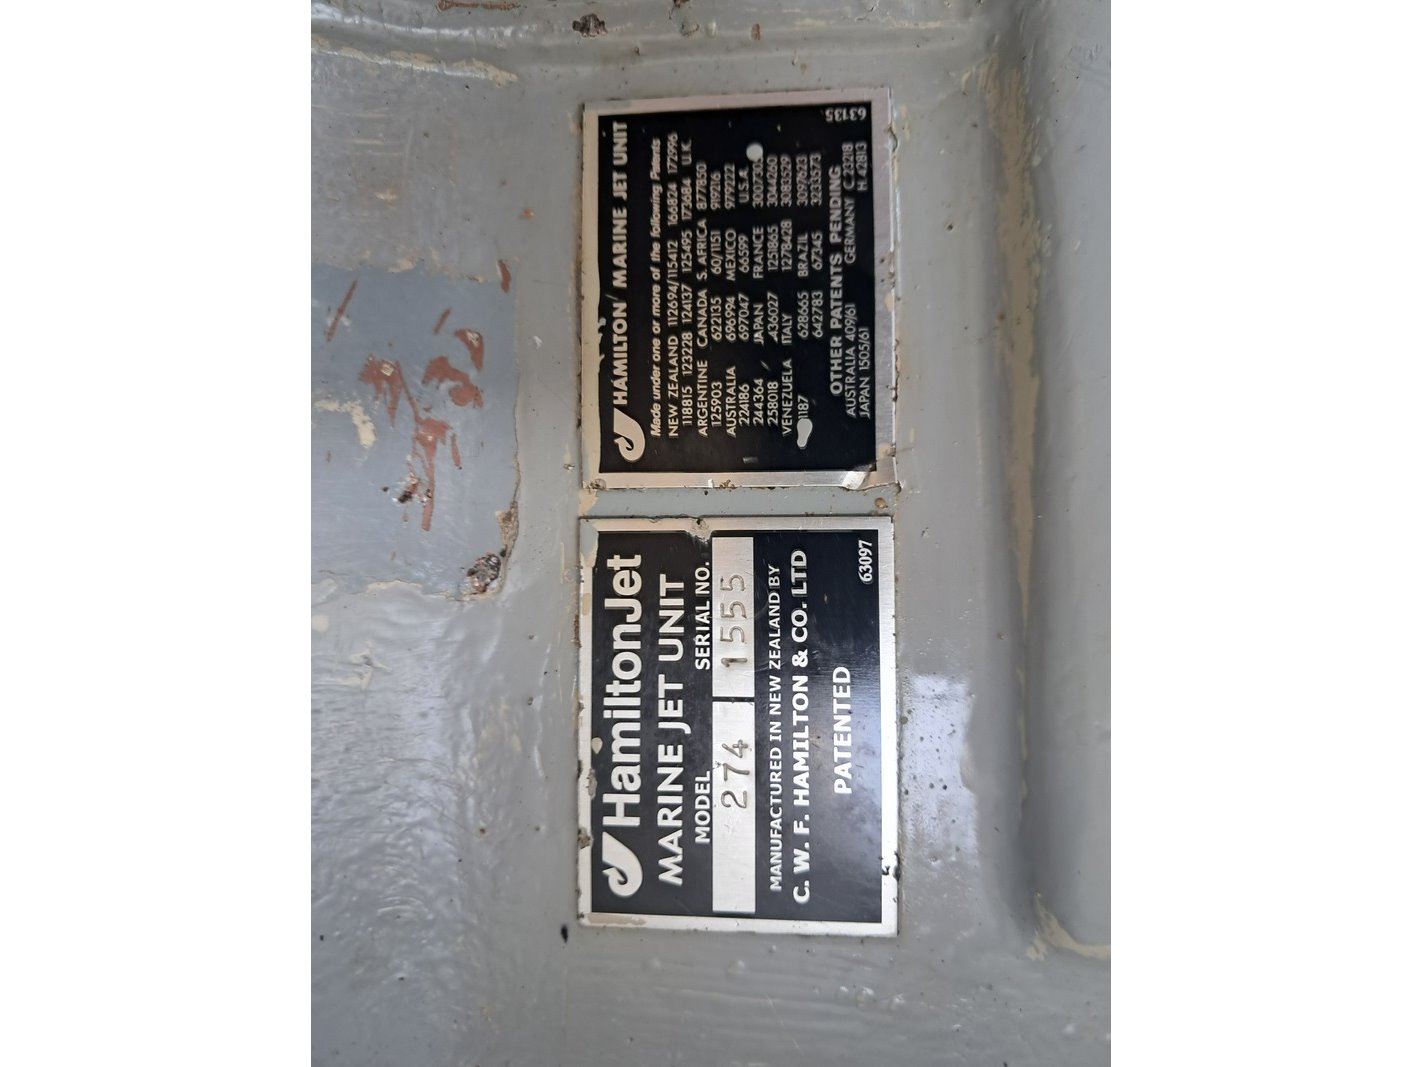 HamiltonJet
MARINE JET UNIT
MODEL SERIAL NO.
274 1555
MANUFACTURED IN NEW ZEALAND BY
C. W. F. HAMILTON & CO. LTD
PATENTED
63097
HAMILTON MARINE JET UNIT
Made under one or more of the following Patents
NEW ZEALAND 112694/115412 166824 172996
118815 123228 124137 125495 173684 U.K.
ARGENTINE CANADA S. AFRICA 877850
125903 622135 60/1151 919216
AUSTRALIA 696994 MEXICO 979222
224186 697047 66599 U.S.A.
244364 JAPAN FRANCE
258018 436027 1251865 3044260
VENEZUELA ITALY 1278428 3083529
1187 628665 BRAZIL 3097623
642783 67345 3233573
OTHER PATENTS PENDING
AUSTRALIA 409/61 GERMANY C.23218
JAPAN 1505/61 H.42813
63135